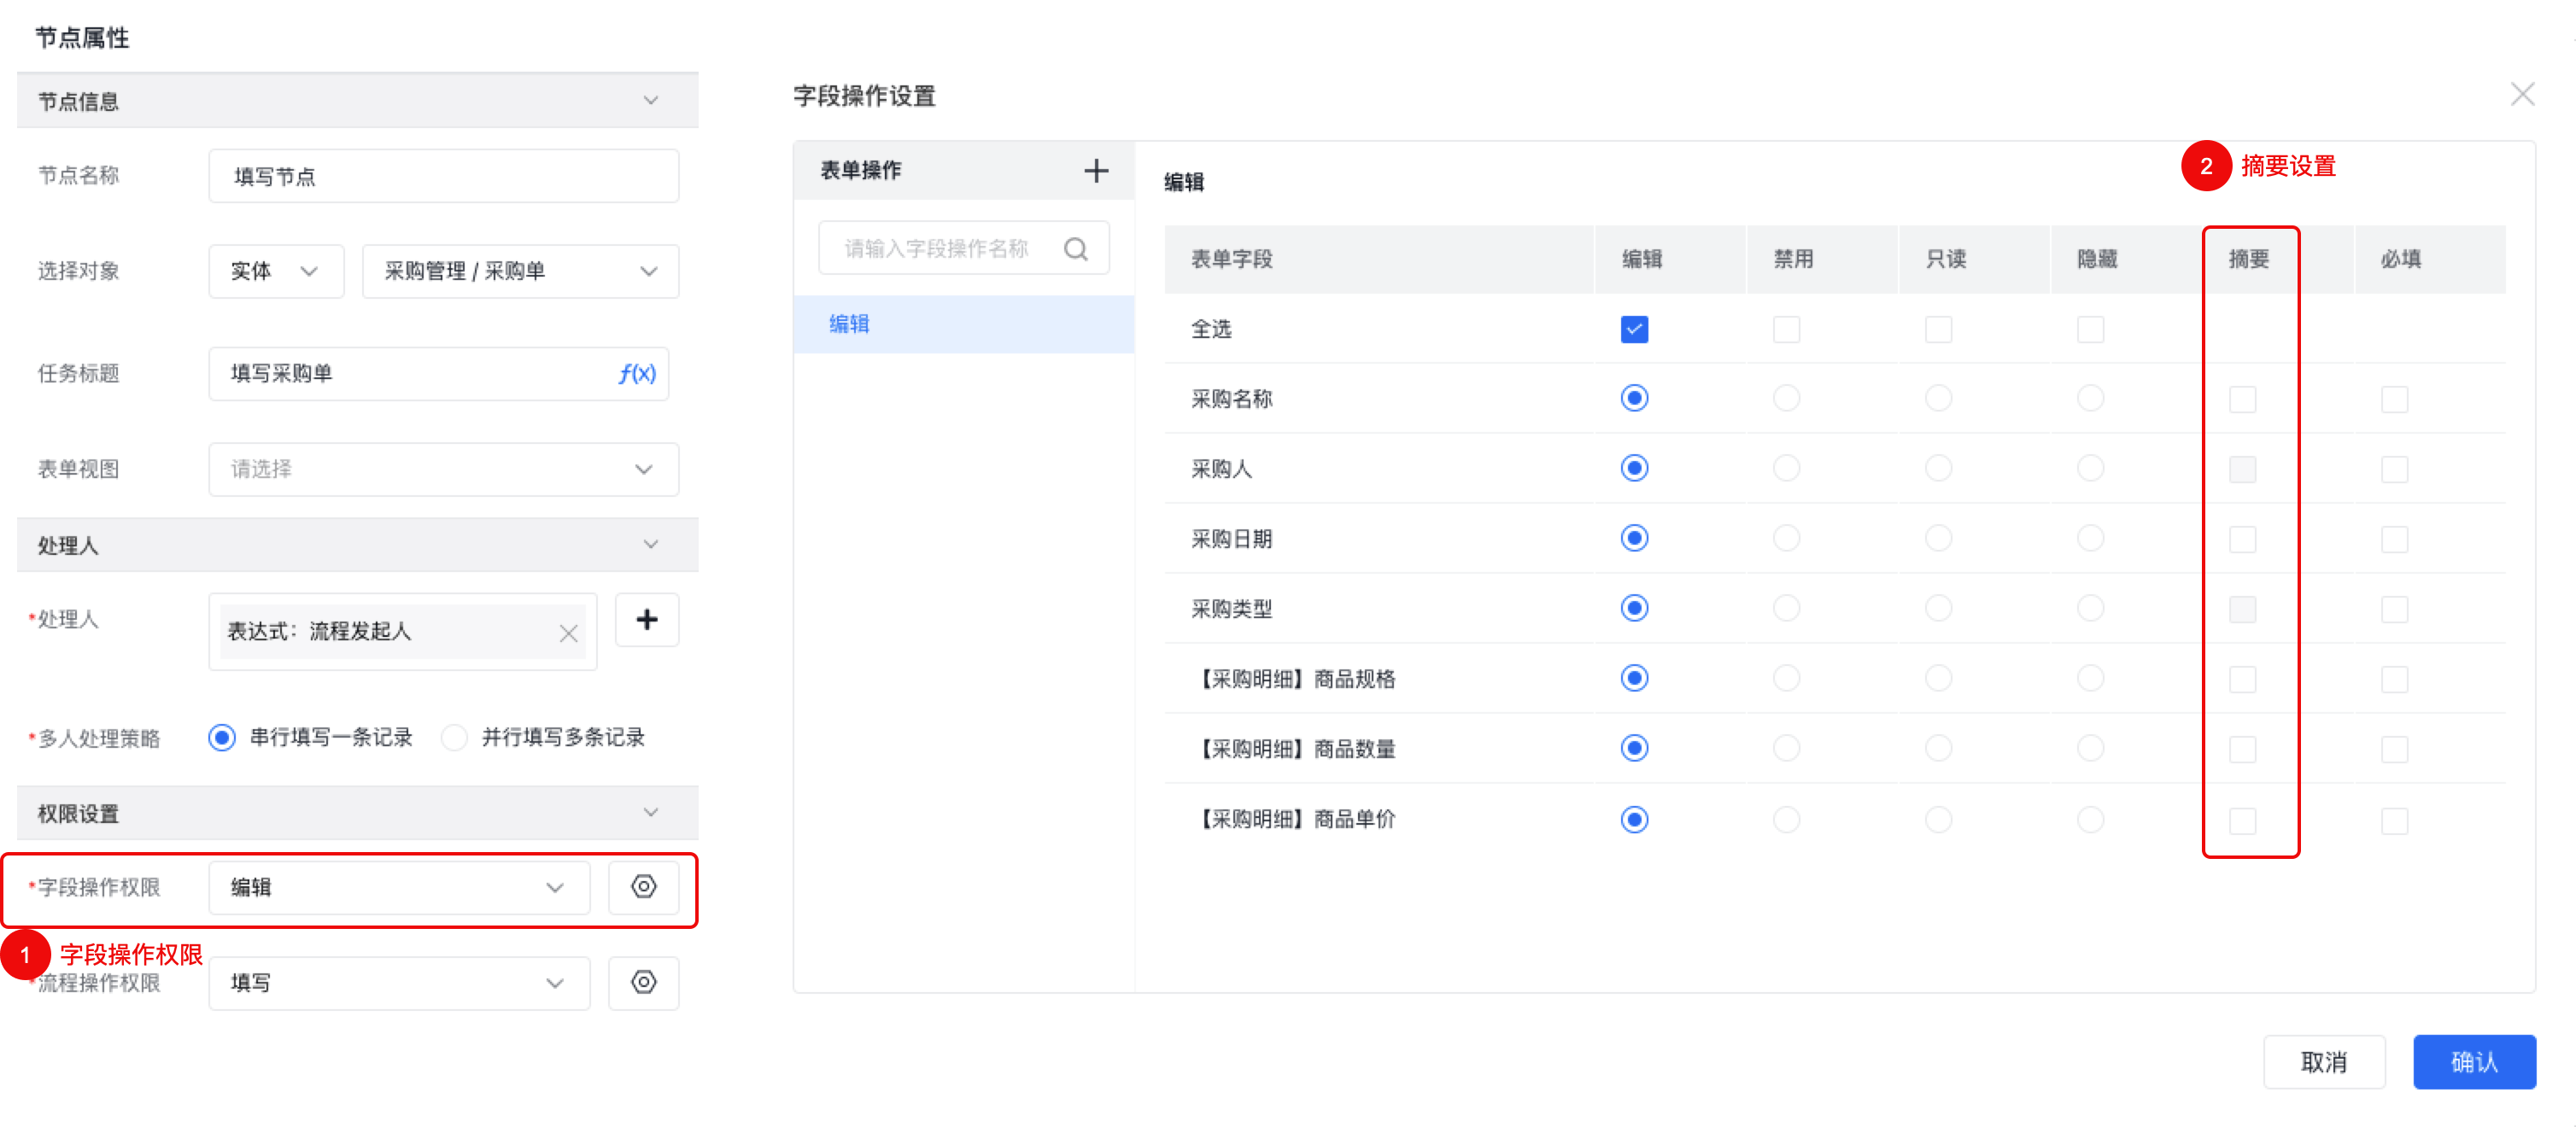 节点属性
节点信息
节点名称 填写节点
选择对象 实体 采购管理 / 采购单
任务标题 填写采购单 f(x)
表单视图 请选择
处理人
*处理人 表达式：流程发起人
*多人处理策略 串行填写一条记录 并行填写多条记录
权限设置
*字段操作权限 编辑
1 字段操作权限
*流程操作权限 填写
字段操作设置
表单操作
请输入字段操作名称
编辑
编辑
2 摘要设置
表单字段 编辑 禁用 只读 隐藏 摘要 必填
全选
采购名称
采购人
采购日期
采购类型
【采购明细】商品规格
【采购明细】商品数量
【采购明细】商品单价
取消 确认